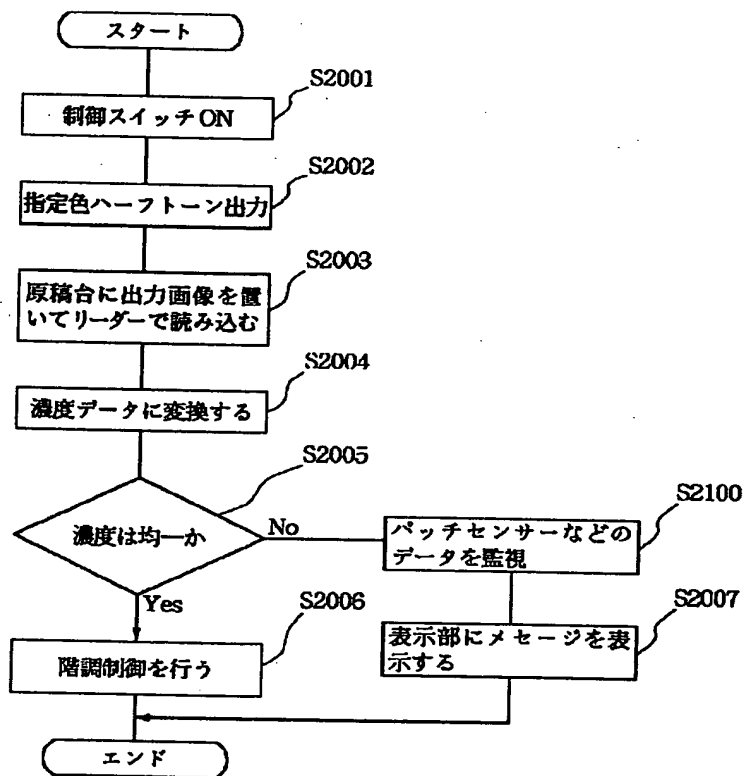 スタート
S2001
制御スイッチON
S2002
指定色ハーフトーン出力
S2003
原稿台に出力画像を置
いてリーダーで読み込む
S2004
濃度データに変換する
S2005
濃度は均一か
No
S2100
パッチセンサーなどの
データを監視
Yes
S2006
階調制御を行う
S2007
表示部にメセージを表
示する
エンド